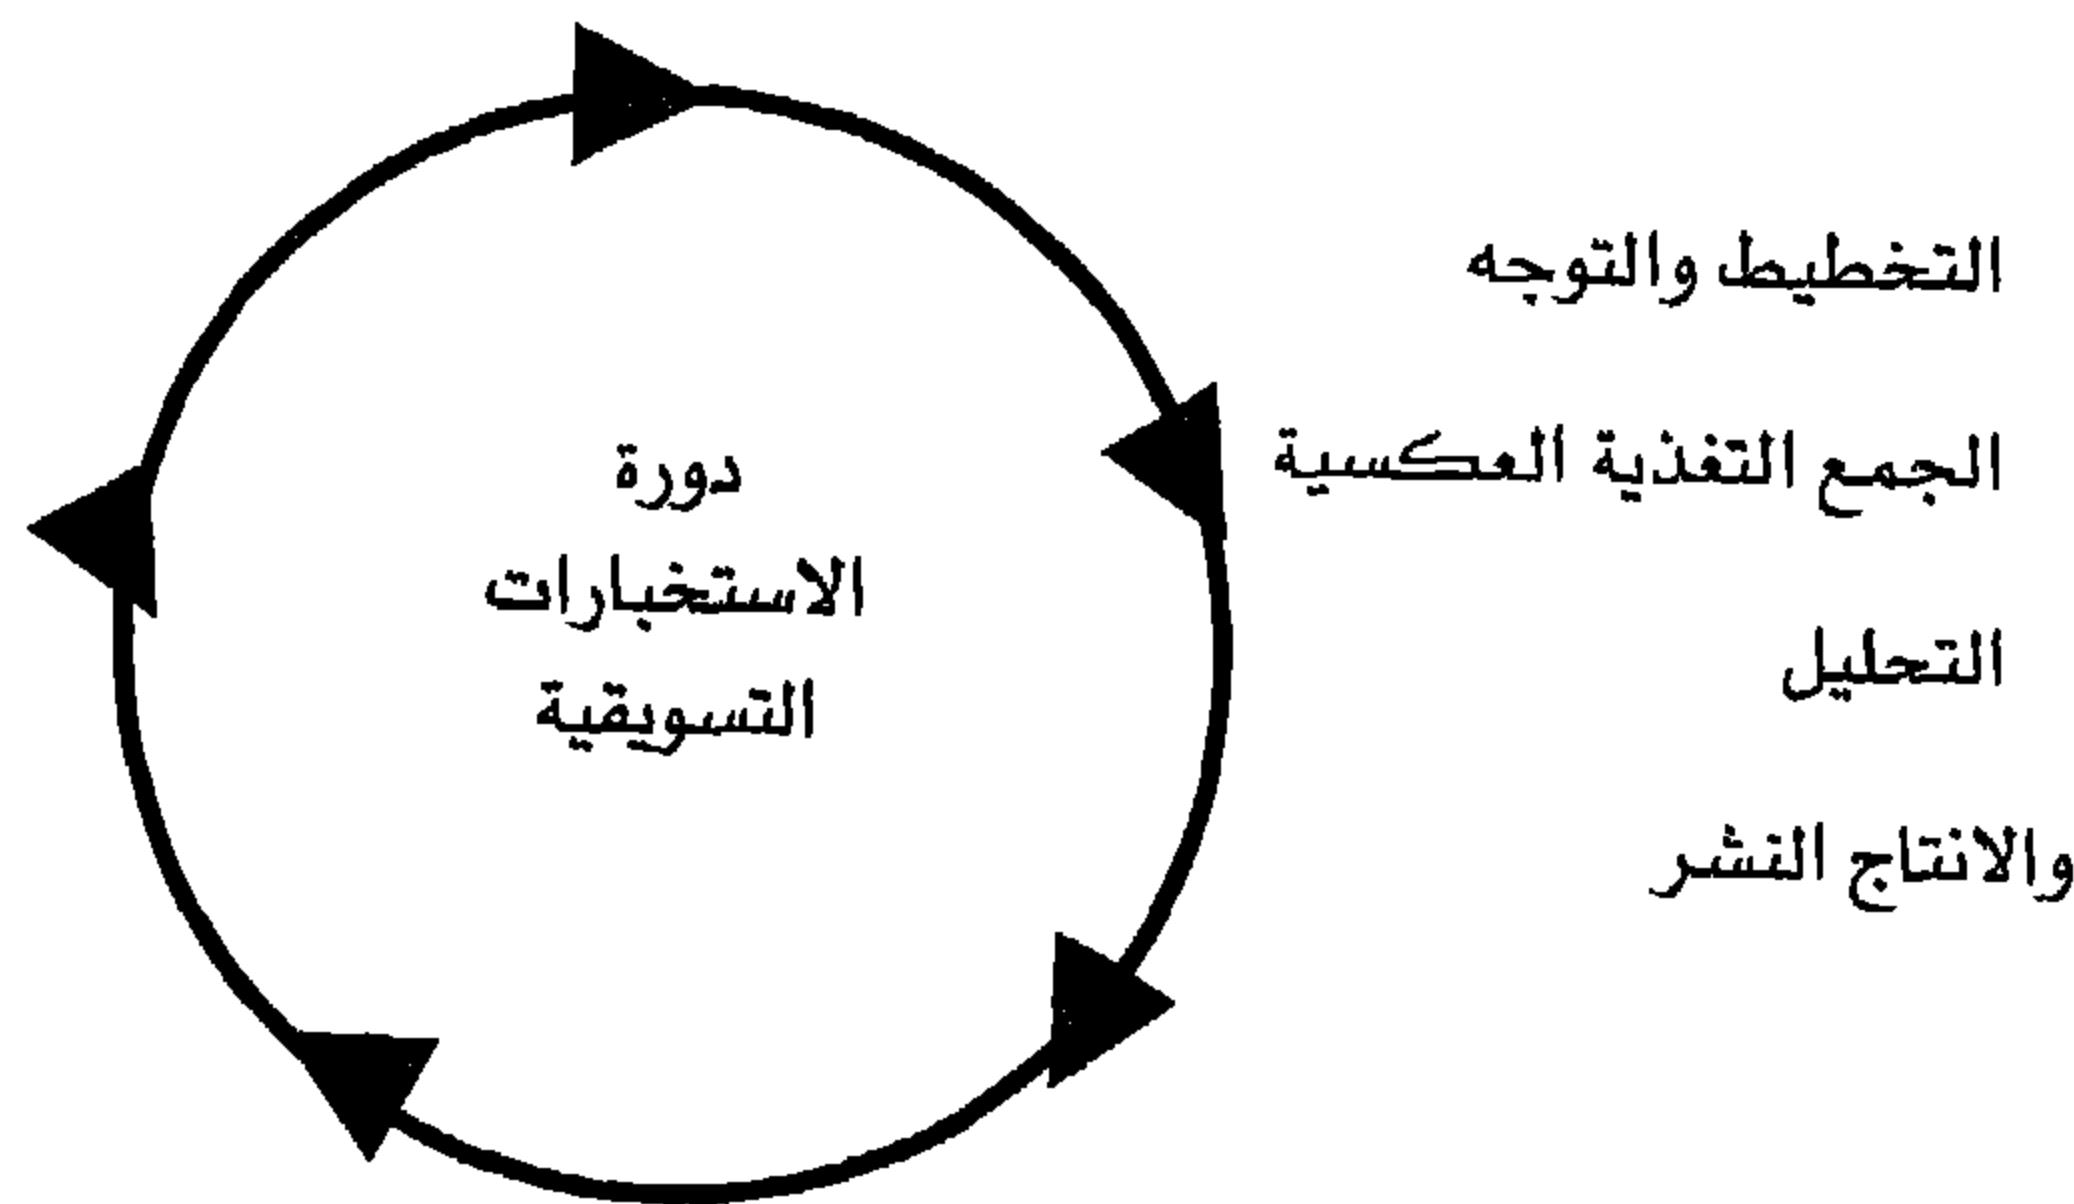 التخطيط والتوجه
الجمع التغذية العكسية
التحليل
والانتاج النشر
دورة
الاستخبارات
التسويقية